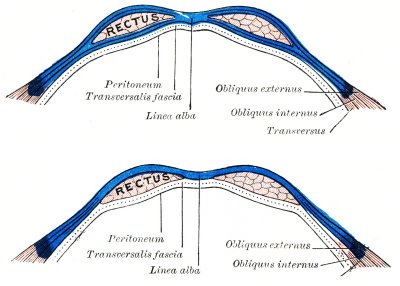 RECTUS
Peritoneum
Transversalis fascia
Linea alba
Obliquus externus
Obliquus internus
Transversus
RECTUS
Peritoneum
Transversalis fascia
Linea alba
Obliquus externus
Obliquus internus